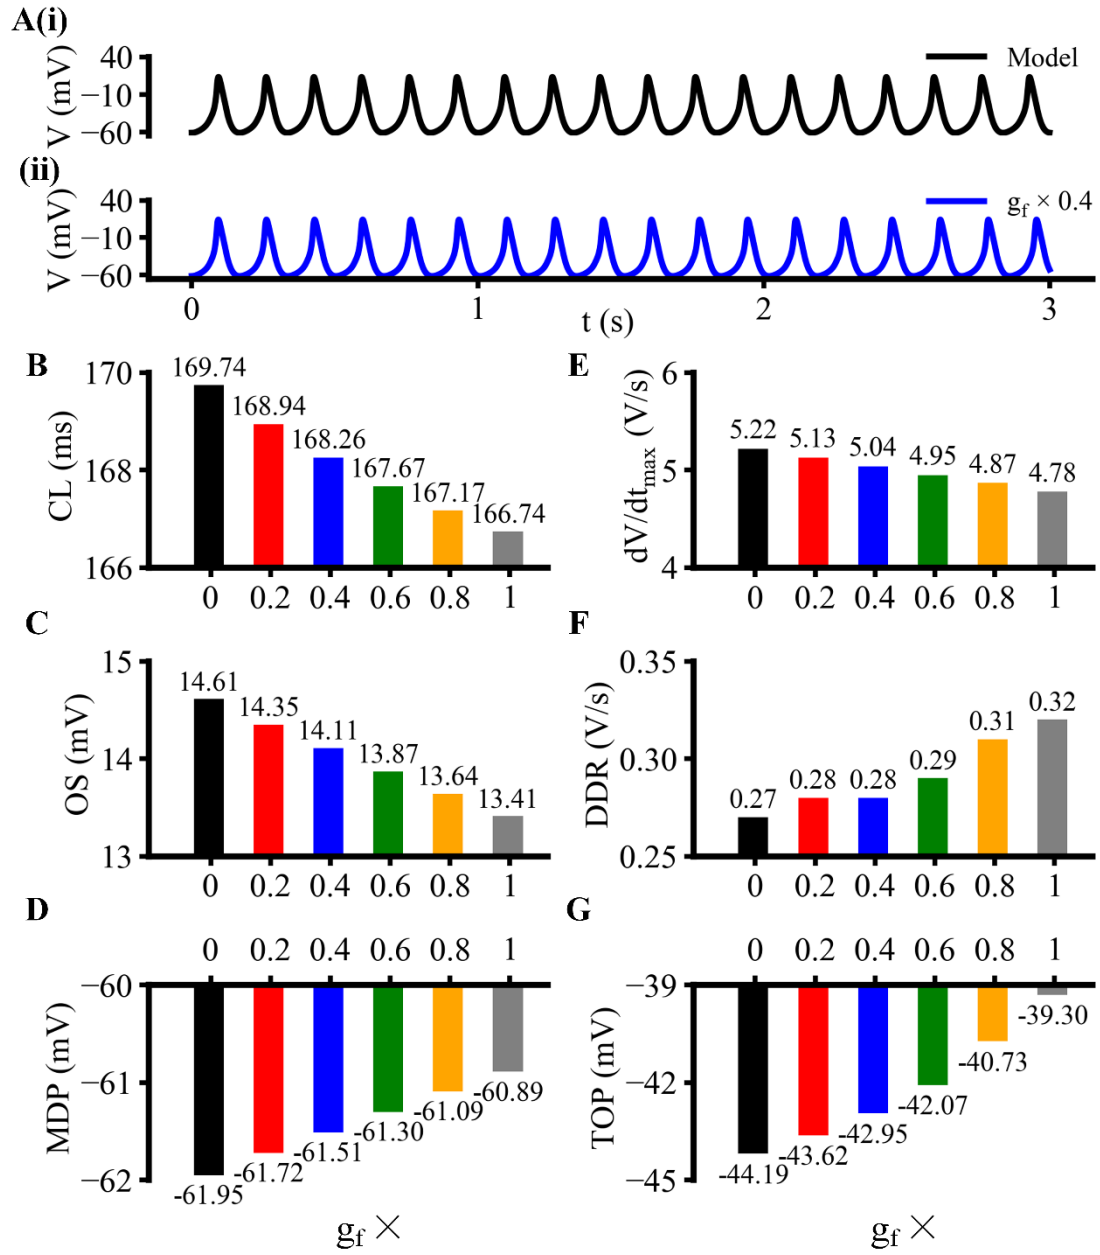 A(i)
V (mV)
40
−10
−60
Model
(ii)
V (mV)
40
−10
−60
g_f × 0.4
0 1 2 3
t (s)
B
CL (ms)
170
168
166
169.74
168.94
168.26
167.67
167.17
166.74
0 0.2 0.4 0.6 0.8 1
E
dV/dt_max (V/s)
6
5
4
5.22
5.13
5.04
4.95
4.87
4.78
0 0.2 0.4 0.6 0.8 1
C
OS (mV)
15
14
13
14.61
14.35
14.11
13.87
13.64
13.41
0 0.2 0.4 0.6 0.8 1
F
DDR (V/s)
0.35
0.30
0.25
0.27
0.28
0.28
0.29
0.31
0.32
0 0.2 0.4 0.6 0.8 1
D
0 0.2 0.4 0.6 0.8 1
MDP (mV)
−60
−61
−62
-61.95
-61.72
-61.51
-61.30
-61.09
-60.89
g_f ×
G
0 0.2 0.4 0.6 0.8 1
TOP (mV)
−39
−42
−45
-44.19
-43.62
-42.95
-42.07
-40.73
-39.30
g_f ×